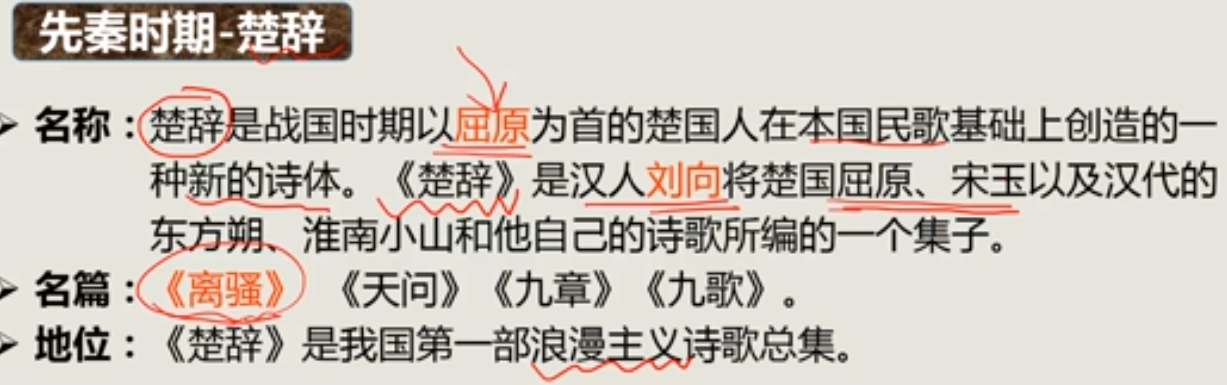 先秦时期-楚辞
名称：楚辞是战国时期以屈原为首的楚国人在本国民歌基础上创造的一
种新的诗体。《楚辞》是汉人刘向将楚国屈原、宋玉以及汉代的
东方朔、淮南小山和他自己的诗歌所编的一个集子。
名篇：《离骚》 《天问》《九章》《九歌》。
地位：《楚辞》是我国第一部浪漫主义诗歌总集。